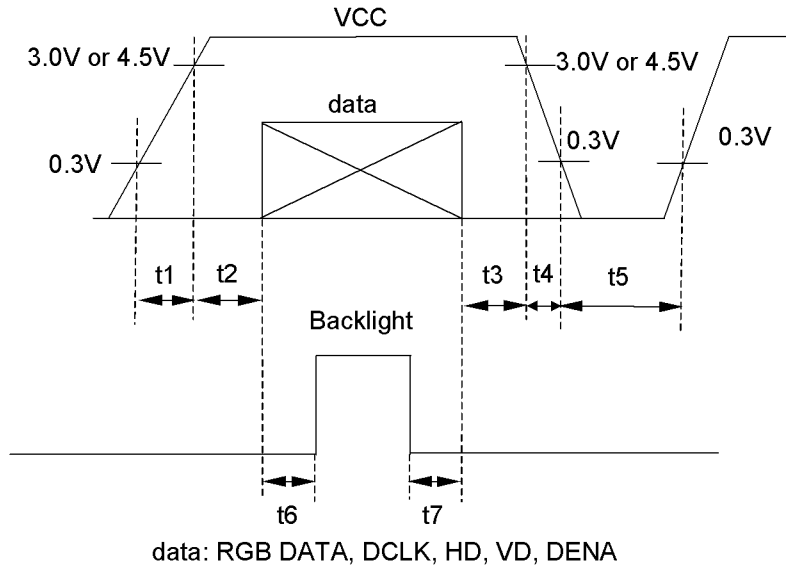 VCC
3.0V or 4.5V
3.0V or 4.5V
data
0.3V
0.3V
0.3V
t1
t2
t3
t4
t5
Backlight
t6
t7
data: RGB DATA, DCLK, HD, VD, DENA